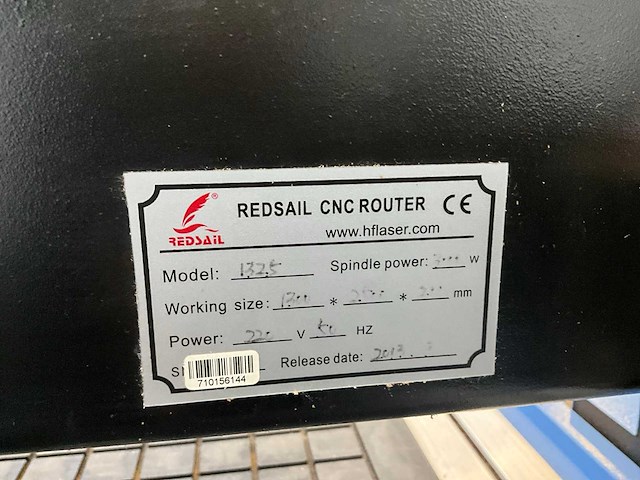 REDSAIL CNC ROUTER CE
REDSAIL ®
www.hflaser.com
Model: 1325 Spindle power: W
Working size: 1300 * * mm
Power: 220 V 50 HZ
Release date: 2013.
710156144